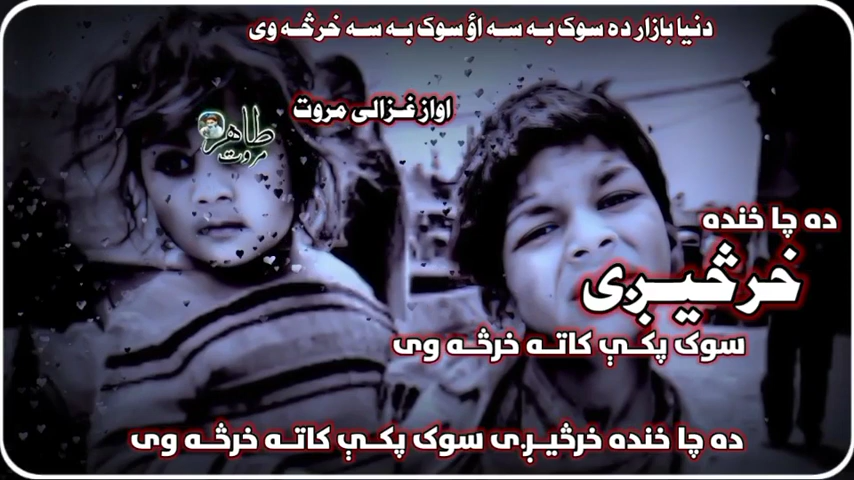 دنیا بازار ده سوک به سه اؤ سوک به سه خرڅه وی
اواز غزالی مروت
طاهر مروت
ده چا خنده
خرڅیږی
سوک پکې کاته خرڅه وی
ده چا خنده خرڅیږی سوک پکې کاته خرڅه وی